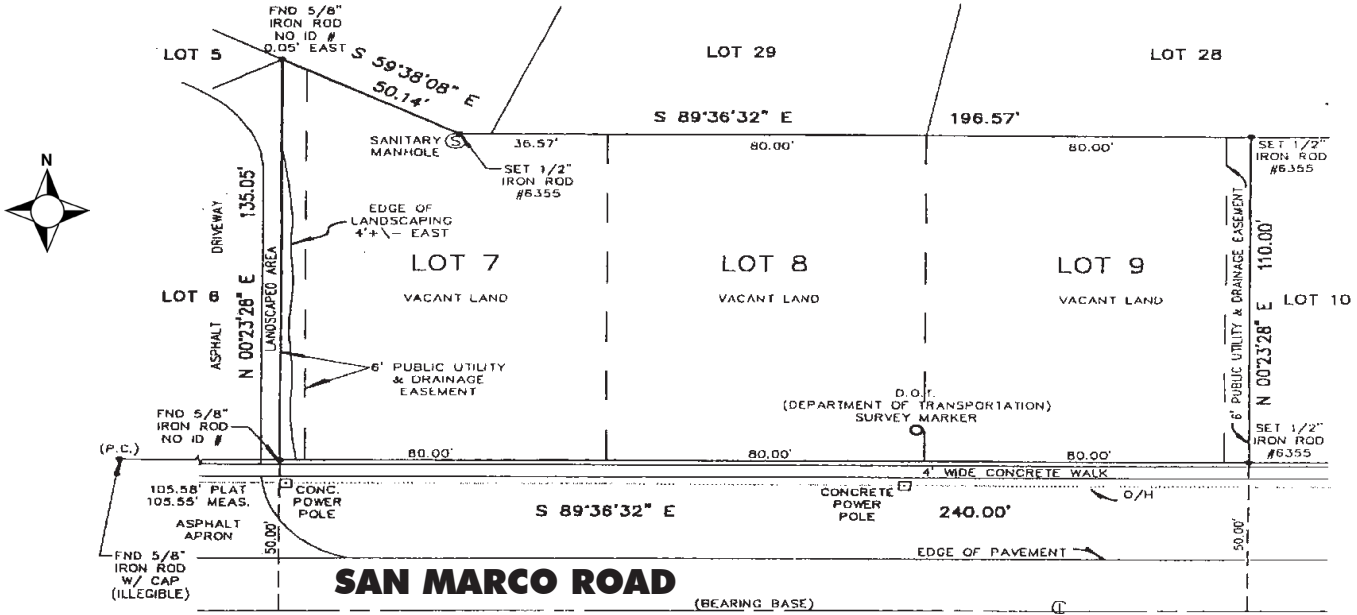 FND 5/8"
IRON ROD
NO ID #
0.05' EAST
LOT 5
S 59°38'08" E
50.14'
LOT 29
LOT 28
S 89°36'32" E
196.57'
SANITARY
MANHOLE
S
36.57'
80.00'
80.00'
SET 1/2"
IRON ROD
#6355
SET 1/2"
IRON ROD
#6355
N
135.05'
N 00°23'28" E
DRIVEWAY
ASPHALT
LANDSCAPED AREA
EDGE OF
LANDSCAPING
4'+\- EAST
LOT 6
LOT 7
VACANT LAND
LOT 8
VACANT LAND
LOT 9
VACANT LAND
6' PUBLIC UTILITY & DRAINAGE EASEMENT
N 00°23'28" E
110.00'
LOT 10
6' PUBLIC UTILITY
& DRAINAGE
EASEMENT
D.O.T.
(DEPARTMENT OF TRANSPORTATION)
SURVEY MARKER
FND 5/8"
IRON ROD
NO ID #
(P.C.)
80.00'
80.00'
80.00'
SET 1/2"
IRON ROD
#6355
4' WIDE CONCRETE WALK
105.58' PLAT
105.55' MEAS.
CONC.
POWER
POLE
CONCRETE
POWER
POLE
O/H
S 89°36'32" E
240.00'
ASPHALT
APRON
50.00'
50.00'
EDGE OF PAVEMENT
FND 5/8"
IRON ROD
W/ CAP
(ILLEGIBLE)
SAN MARCO ROAD
(BEARING BASE)
℄